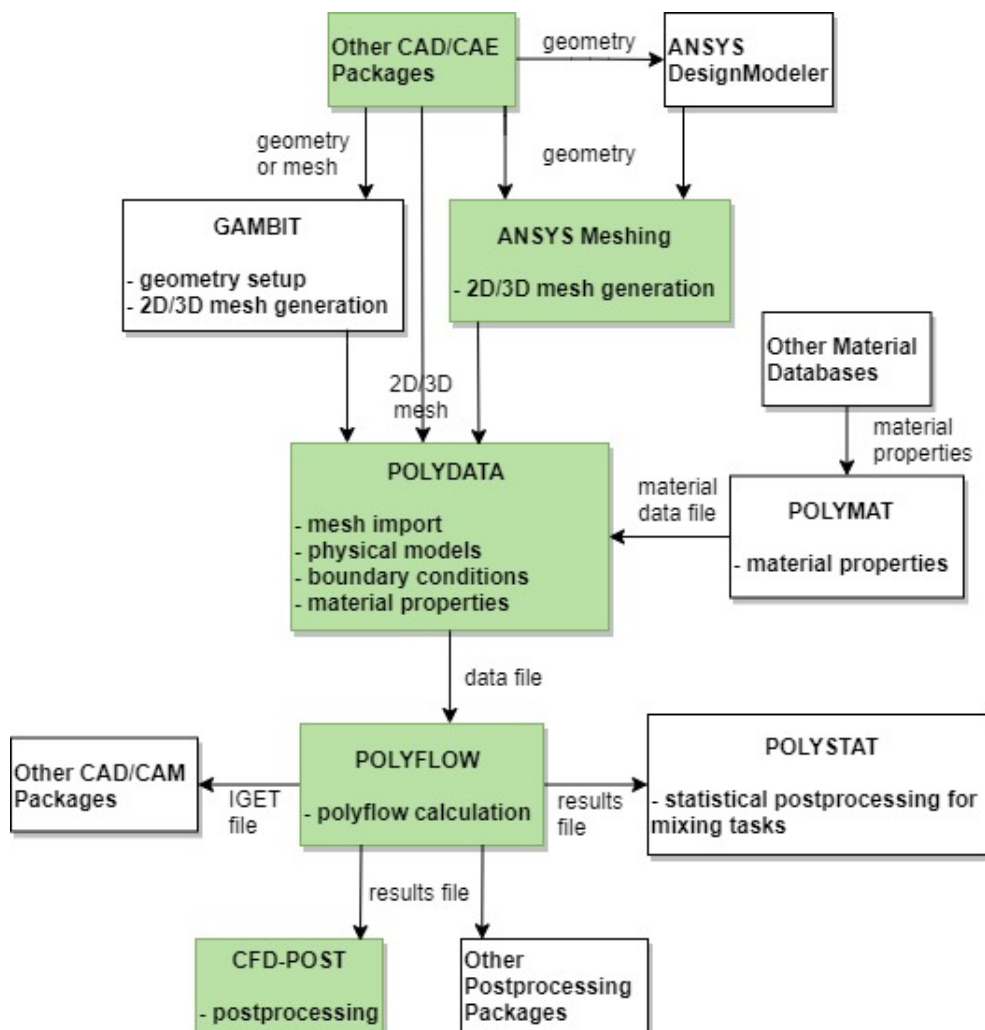 Other CAD/CAE
Packages
geometry
ANSYS
DesignModeler
geometry
or mesh
geometry
GAMBIT
- geometry setup
- 2D/3D mesh generation
ANSYS Meshing
- 2D/3D mesh generation
Other Material
Databases
2D/3D
mesh
material
properties
POLYDATA
- mesh import
- physical models
- boundary conditions
- material properties
material
data file
POLYMAT
- material properties
data file
Other CAD/CAM
Packages
IGET
file
POLYFLOW
- polyflow calculation
results
file
POLYSTAT
- statistical postprocessing for
mixing tasks
results file
CFD-POST
- postprocessing
Other
Postprocessing
Packages